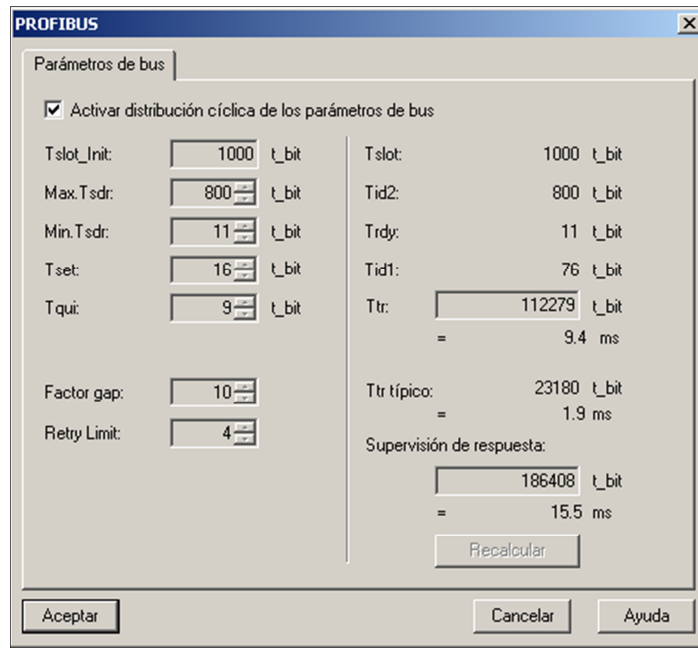 PROFIBUS
Parámetros de bus
Activar distribución cíclica de los parámetros de bus
Tslot_Init: 1000 t_bit
Max.Tsdr: 800 t_bit
Min.Tsdr: 11 t_bit
Tset: 16 t_bit
Tqui: 9 t_bit
Factor gap: 10
Retry Limit: 4
Tslot: 1000 t_bit
Tid2: 800 t_bit
Trdy: 11 t_bit
Tid1: 76 t_bit
Ttr: 112279 t_bit
= 9.4 ms
Ttr típico: 23180 t_bit
= 1.9 ms
Supervisión de respuesta:
186408 t_bit
= 15.5 ms
Recalcular
Aceptar Cancelar Ayuda